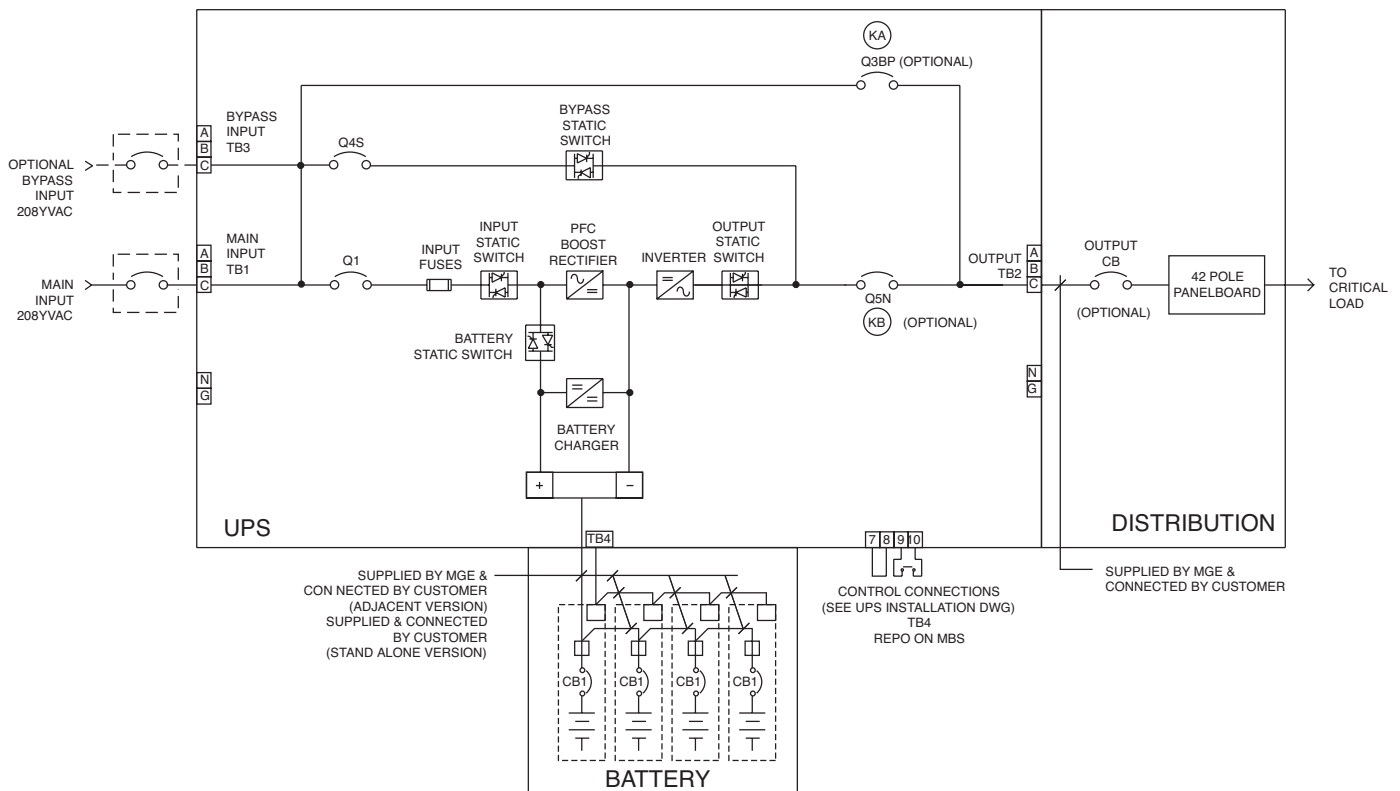 KA
Q3BP (OPTIONAL)
BYPASS
INPUT
TB3
A
B
C
OPTIONAL
BYPASS
INPUT
208YVAC
Q4S
BYPASS
STATIC
SWITCH
MAIN
INPUT
TB1
A
B
C
MAIN
INPUT
208YVAC
Q1
INPUT
FUSES
INPUT
STATIC
SWITCH
PFC
BOOST
RECTIFIER
INVERTER
OUTPUT
STATIC
SWITCH
Q5N
KB
(OPTIONAL)
OUTPUT
TB2
A
B
C
OUTPUT
CB
(OPTIONAL)
42 POLE
PANELBOARD
TO
CRITICAL
LOAD
BATTERY
STATIC SWITCH
N
G
N
G
BATTERY
CHARGER
+
−
UPS
DISTRIBUTION
TB4
7 8 9 10
SUPPLIED BY MGE &
CON NECTED BY CUSTOMER
(ADJACENT VERSION)
SUPPLIED & CONNECTED
BY CUSTOMER
(STAND ALONE VERSION)
CONTROL CONNECTIONS
(SEE UPS INSTALLATION DWG)
TB4
REPO ON MBS
SUPPLIED BY MGE &
CONNECTED BY CUSTOMER
CB1
CB1
CB1
CB1
BATTERY